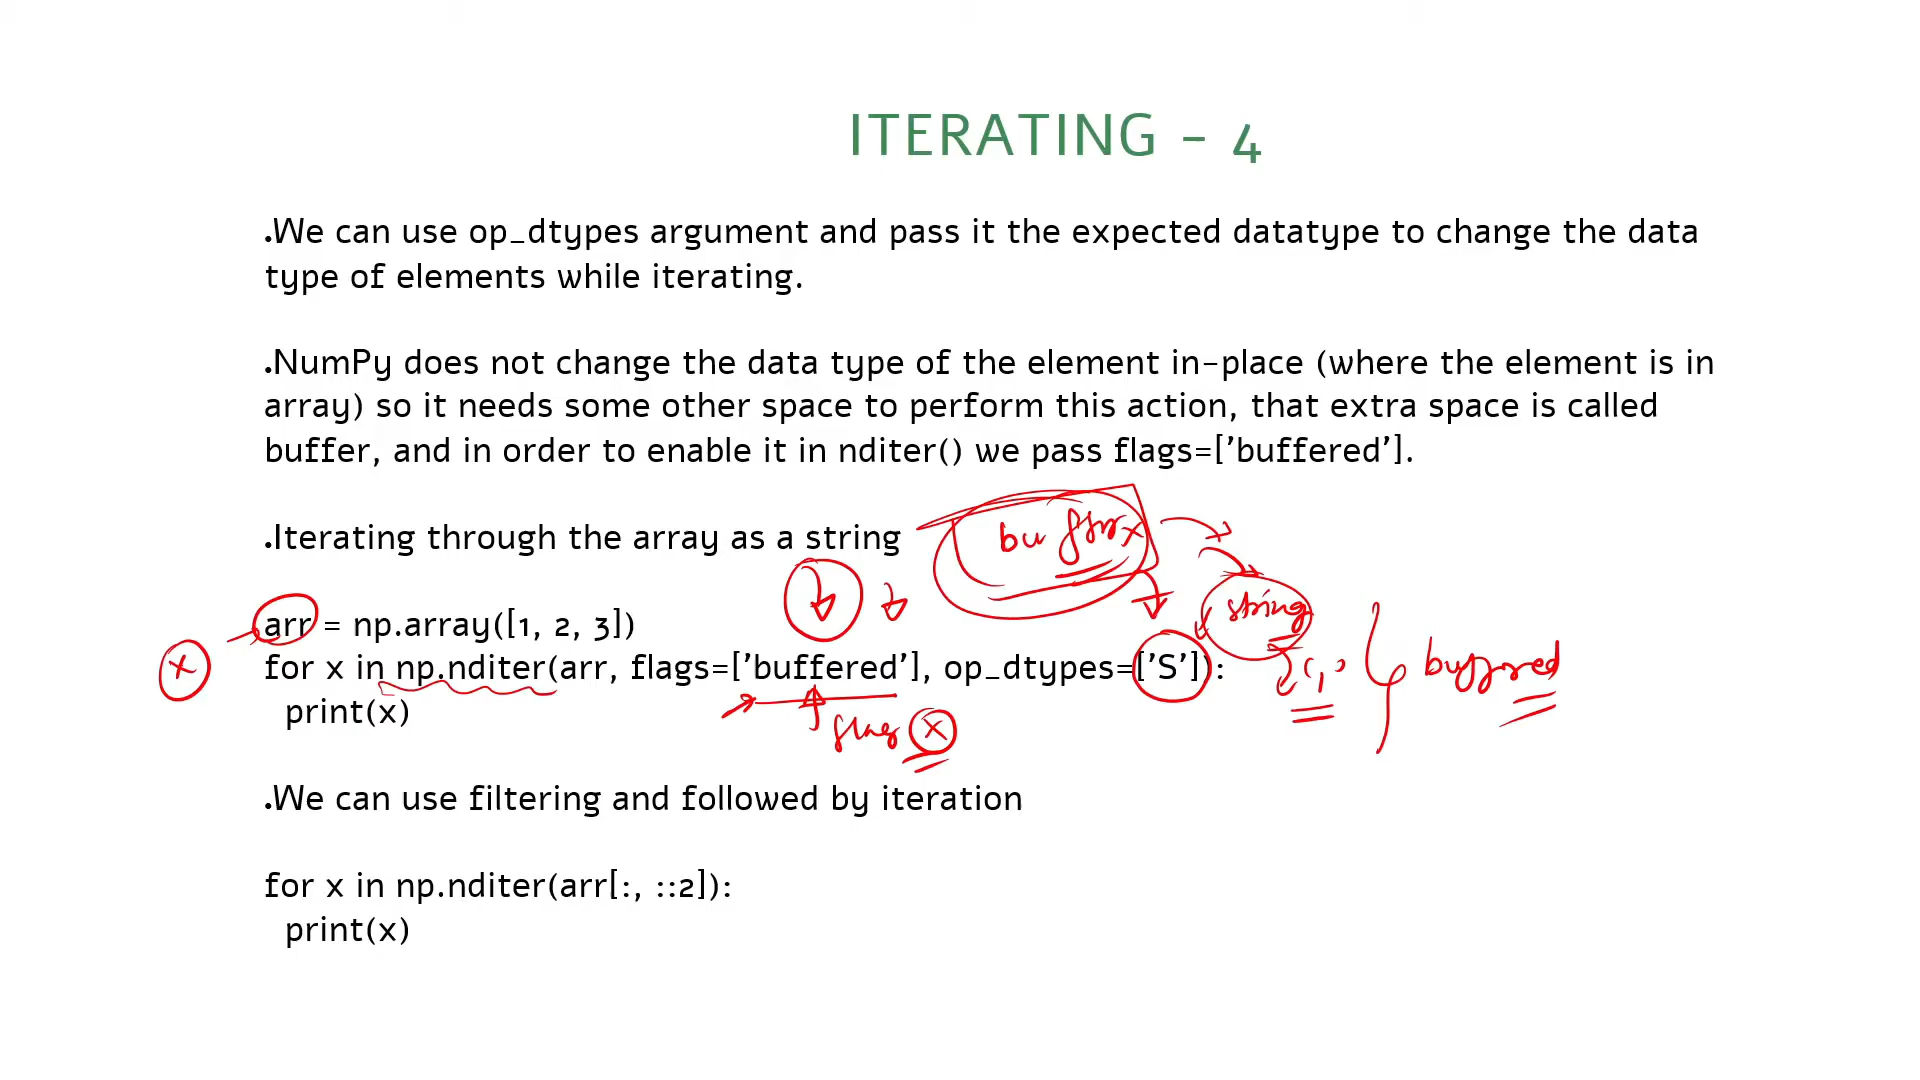 ITERATING - 4
.We can use op_dtypes argument and pass it the expected datatype to change the data
type of elements while iterating.
.NumPy does not change the data type of the element in-place (where the element is in
array) so it needs some other space to perform this action, that extra space is called
buffer, and in order to enable it in nditer() we pass flags=['buffered'].
.Iterating through the array as a string
string
arr = np.array([1, 2, 3])
x
for x in np.nditer(arr, flags=['buffered'], op_dtypes=['S']):
buffered
print(x)
flag x
.We can use filtering and followed by iteration
for x in np.nditer(arr[:, ::2]):
print(x)